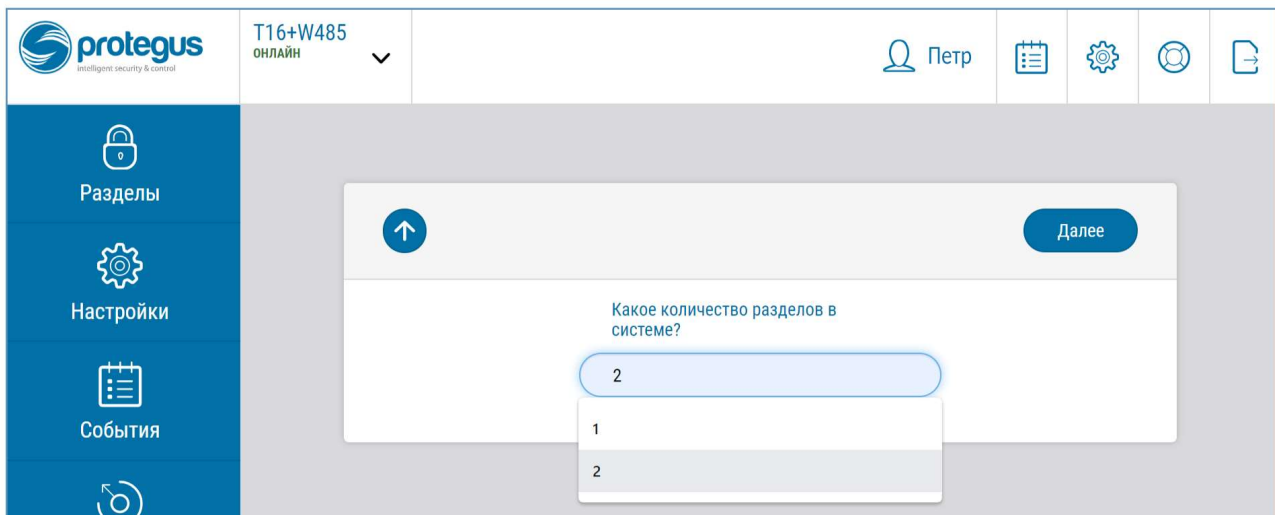 protegus
intelligent security & control
T16+W485
ОНЛАЙН
Петр
Разделы
Настройки
События
Далее
Какое количество разделов в
системе?
2
1
2